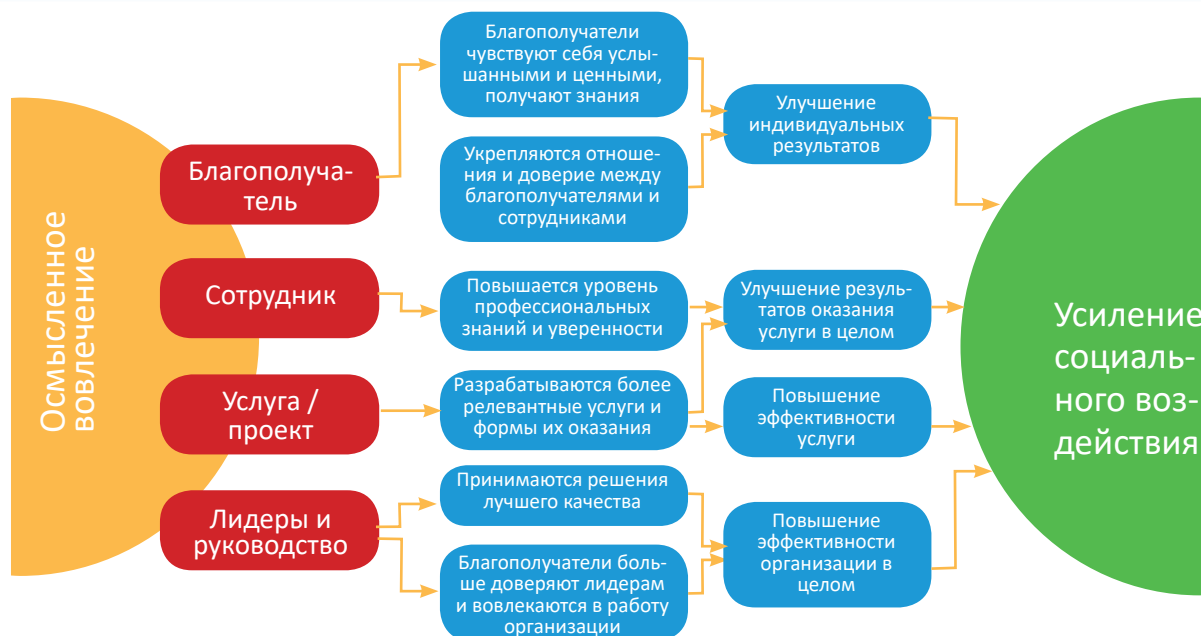 Осмысленное
вовлечение
Благополуча-
тель
Сотрудник
Услуга /
проект
Лидеры и
руководство
Благополучатели
чувствуют себя услы-
шанными и ценными,
получают знания
Укрепляются отноше-
ния и доверие между
благополучателями и
сотрудниками
Повышается уровень
профессиональных
знаний и уверенности
Разрабатываются более
релевантные услуги и
формы их оказания
Принимаются решения
лучшего качества
Благополучатели боль-
ше доверяют лидерам
и вовлекаются в работу
организации
Улучшение
индивидуальных
результатов
Улучшение резуль-
татов оказания
услуги в целом
Повышение
эффективности
услуги
Повышение
эффективности
организации в
целом
Усиление
социаль-
ного воз-
действия